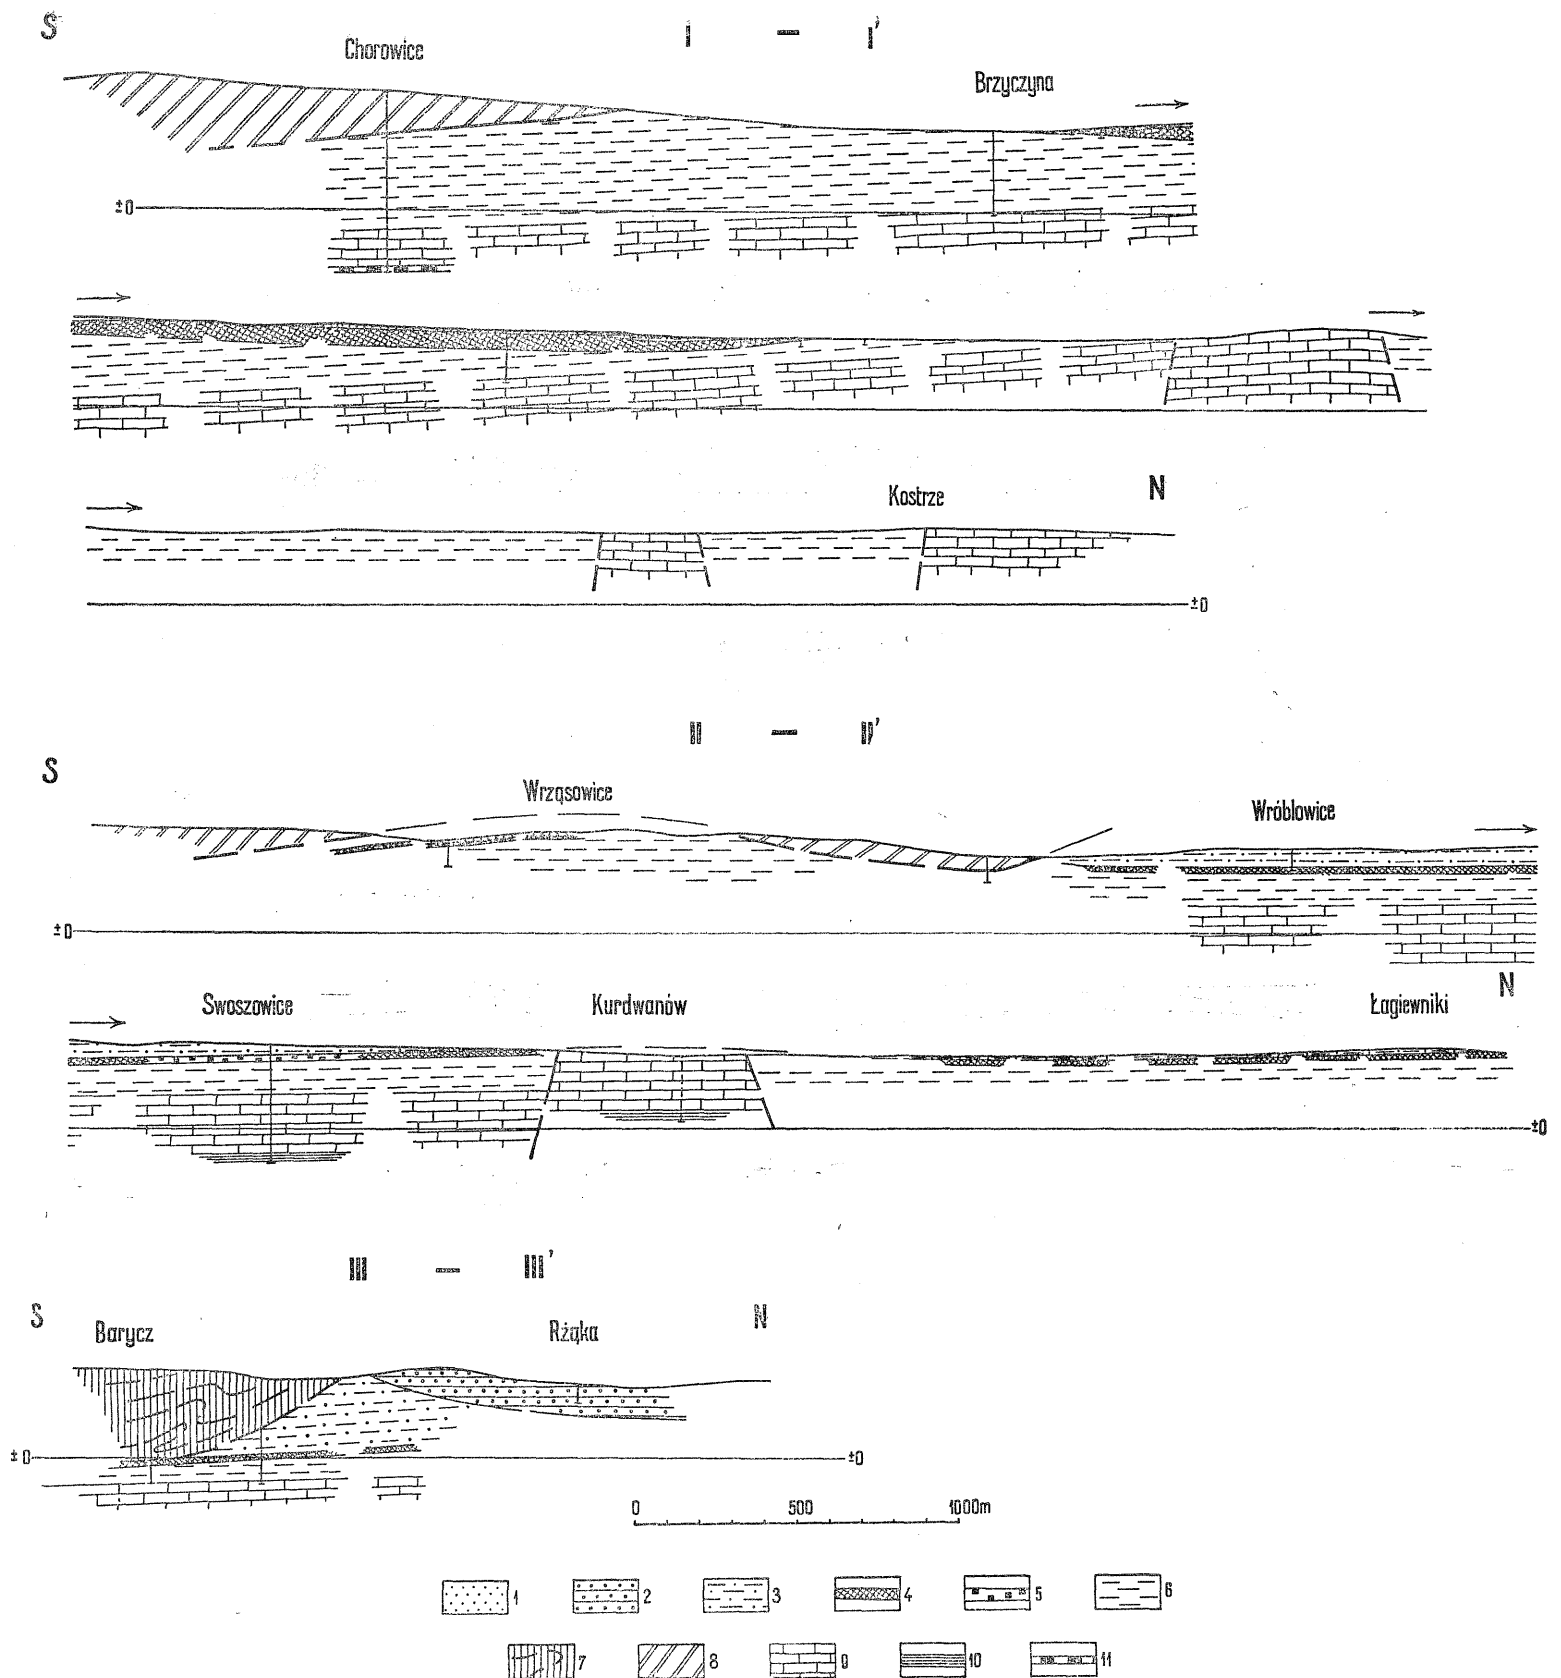 S
I — I'
Chorowice
Brzyczyna
±0
Kostrze
N
±0
II — II'
S
Wrząsowice
Wróblowice
±0
N
Swoszowice
Kurdwanów
Łagiewniki
±0
III — III'
S
N
Barycz
Rżąka
±0
±0
0 500 1000m
1 2 3 4 5 6
7 8 9 10 11